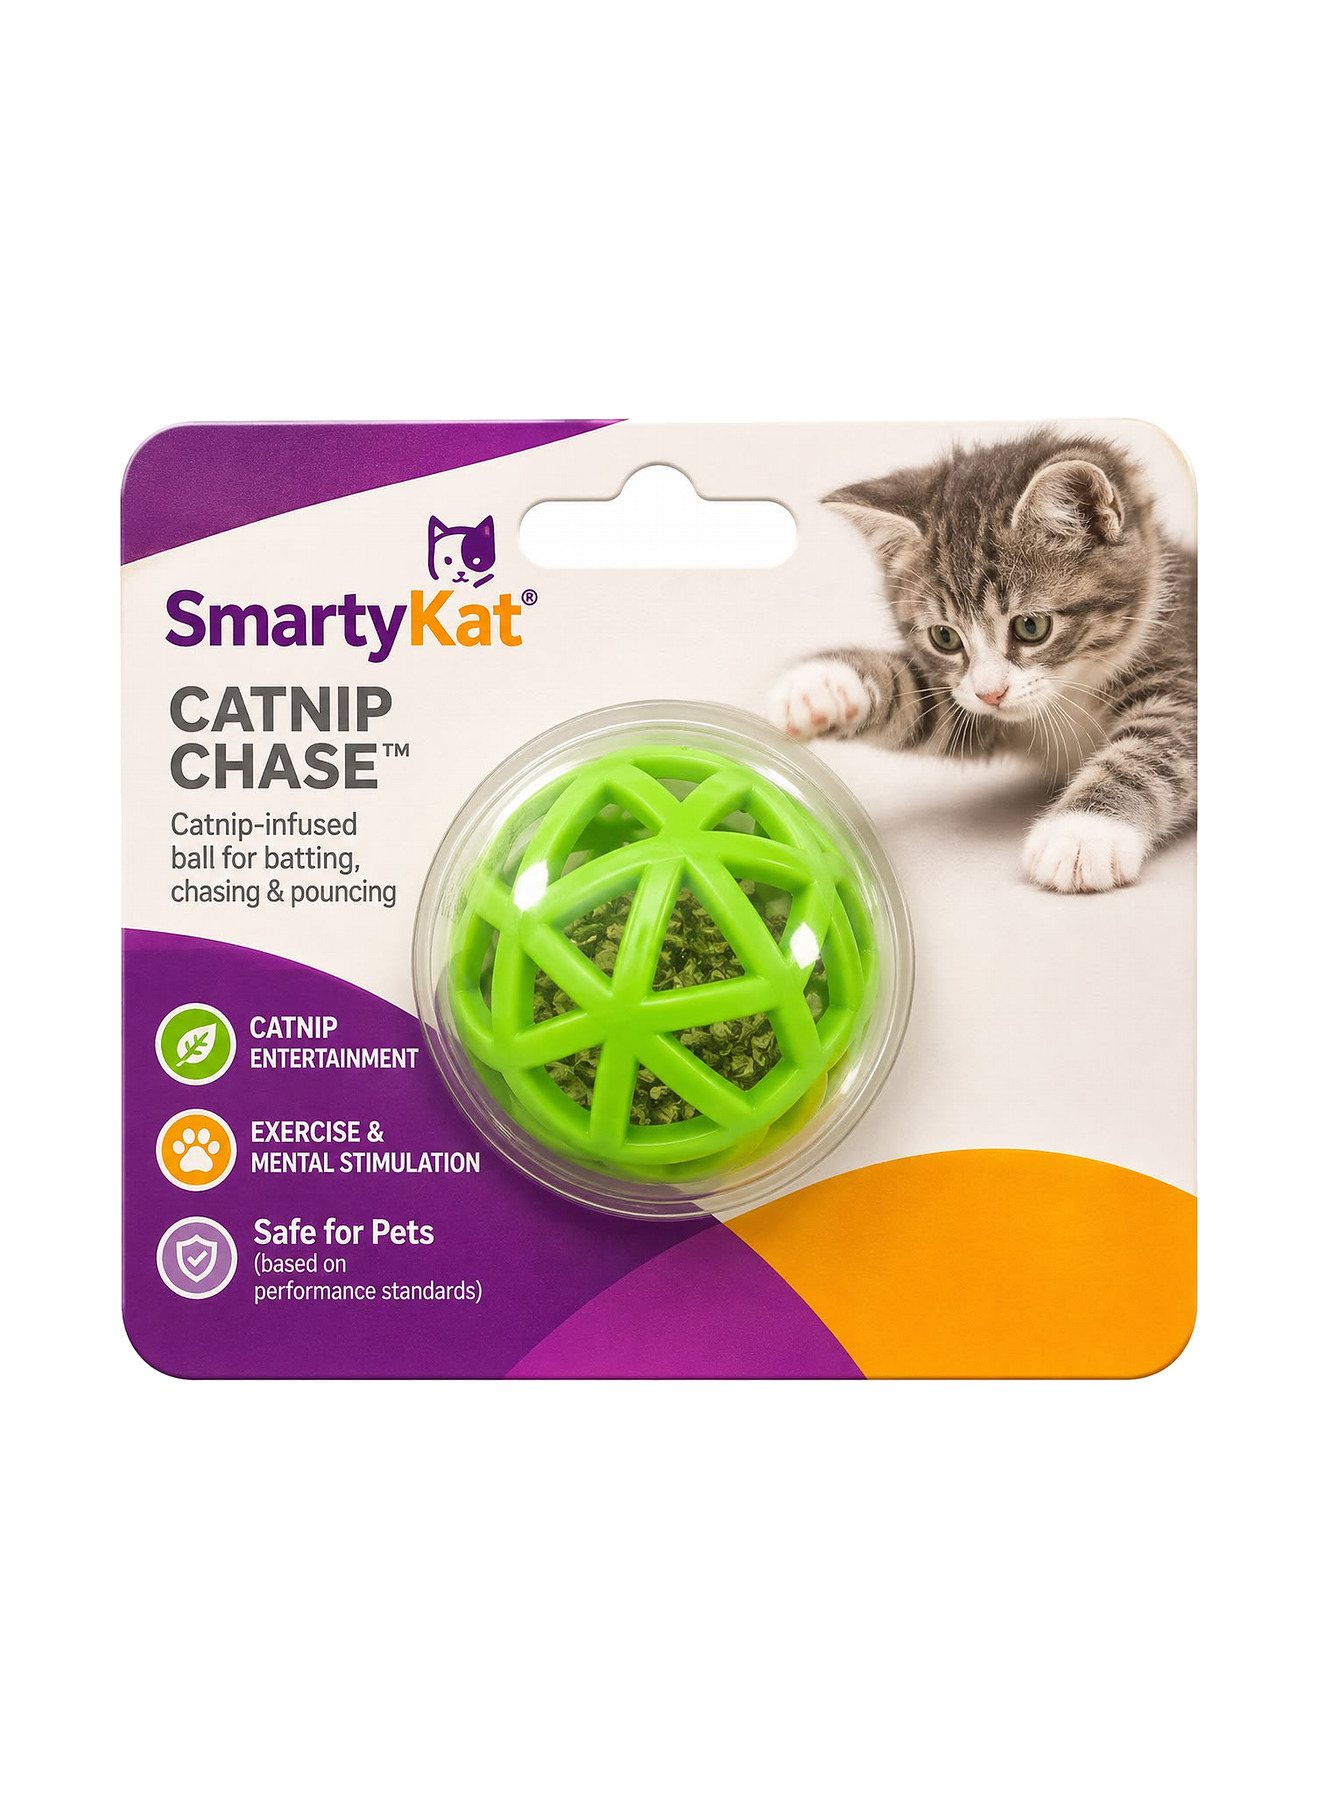 SmartyKat®
CATNIP
CHASE™
Catnip-infused
ball for batting,
chasing & pouncing
CATNIP
ENTERTAINMENT
EXERCISE &
MENTAL STIMULATION
Safe for Pets
(based on
performance standards)